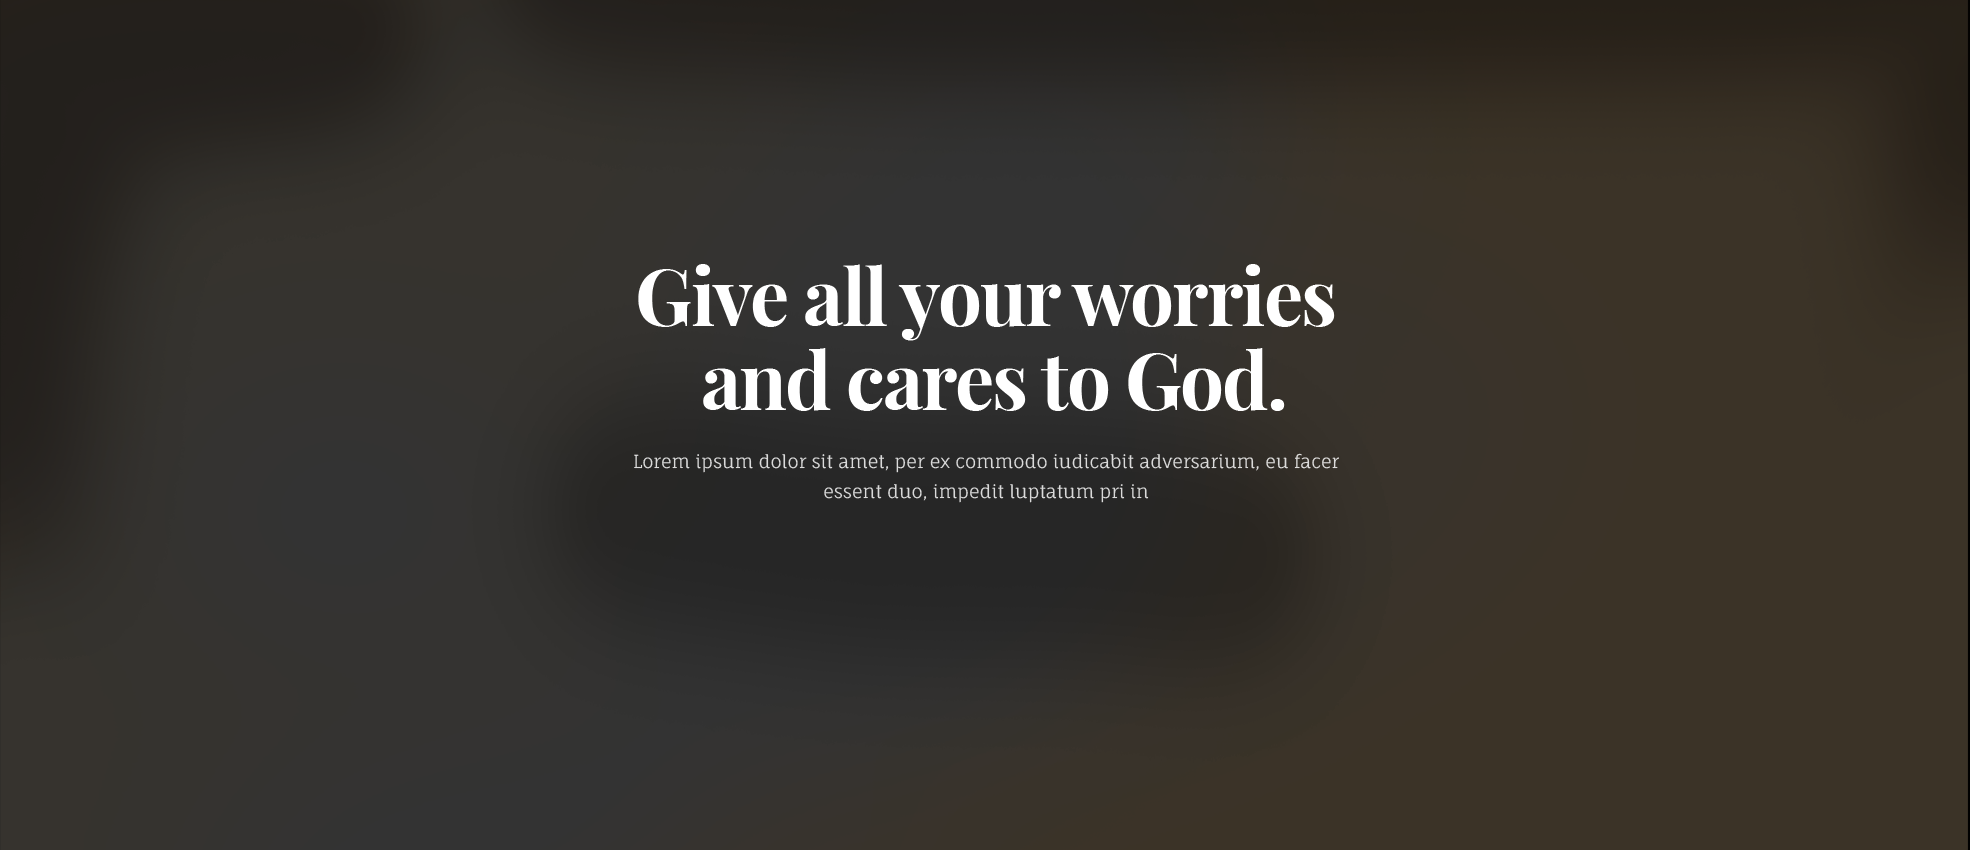 Give all your worries
and cares to God.
Lorem ipsum dolor sit amet, per ex commodo iudicabit adversarium, eu facer
essent duo, impedit luptatum pri in